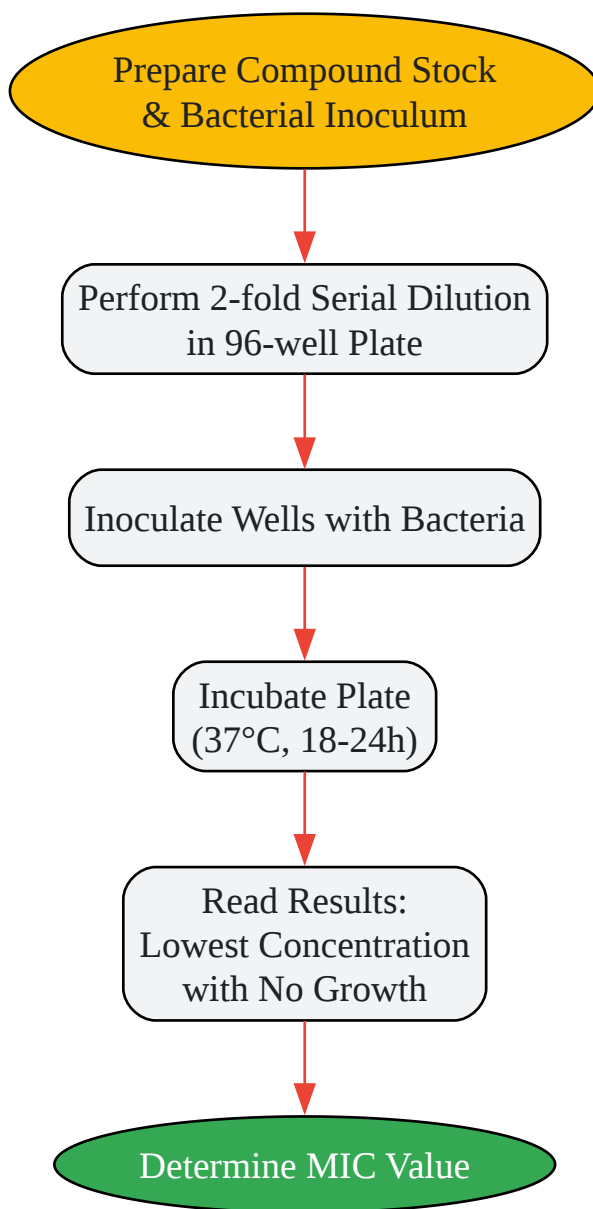 Prepare Compound Stock
& Bacterial Inoculum
Perform 2-fold Serial Dilution
in 96-well Plate
Inoculate Wells with Bacteria
Incubate Plate
(37°C, 18-24h)
Read Results:
Lowest Concentration
with No Growth
Determine MIC Value